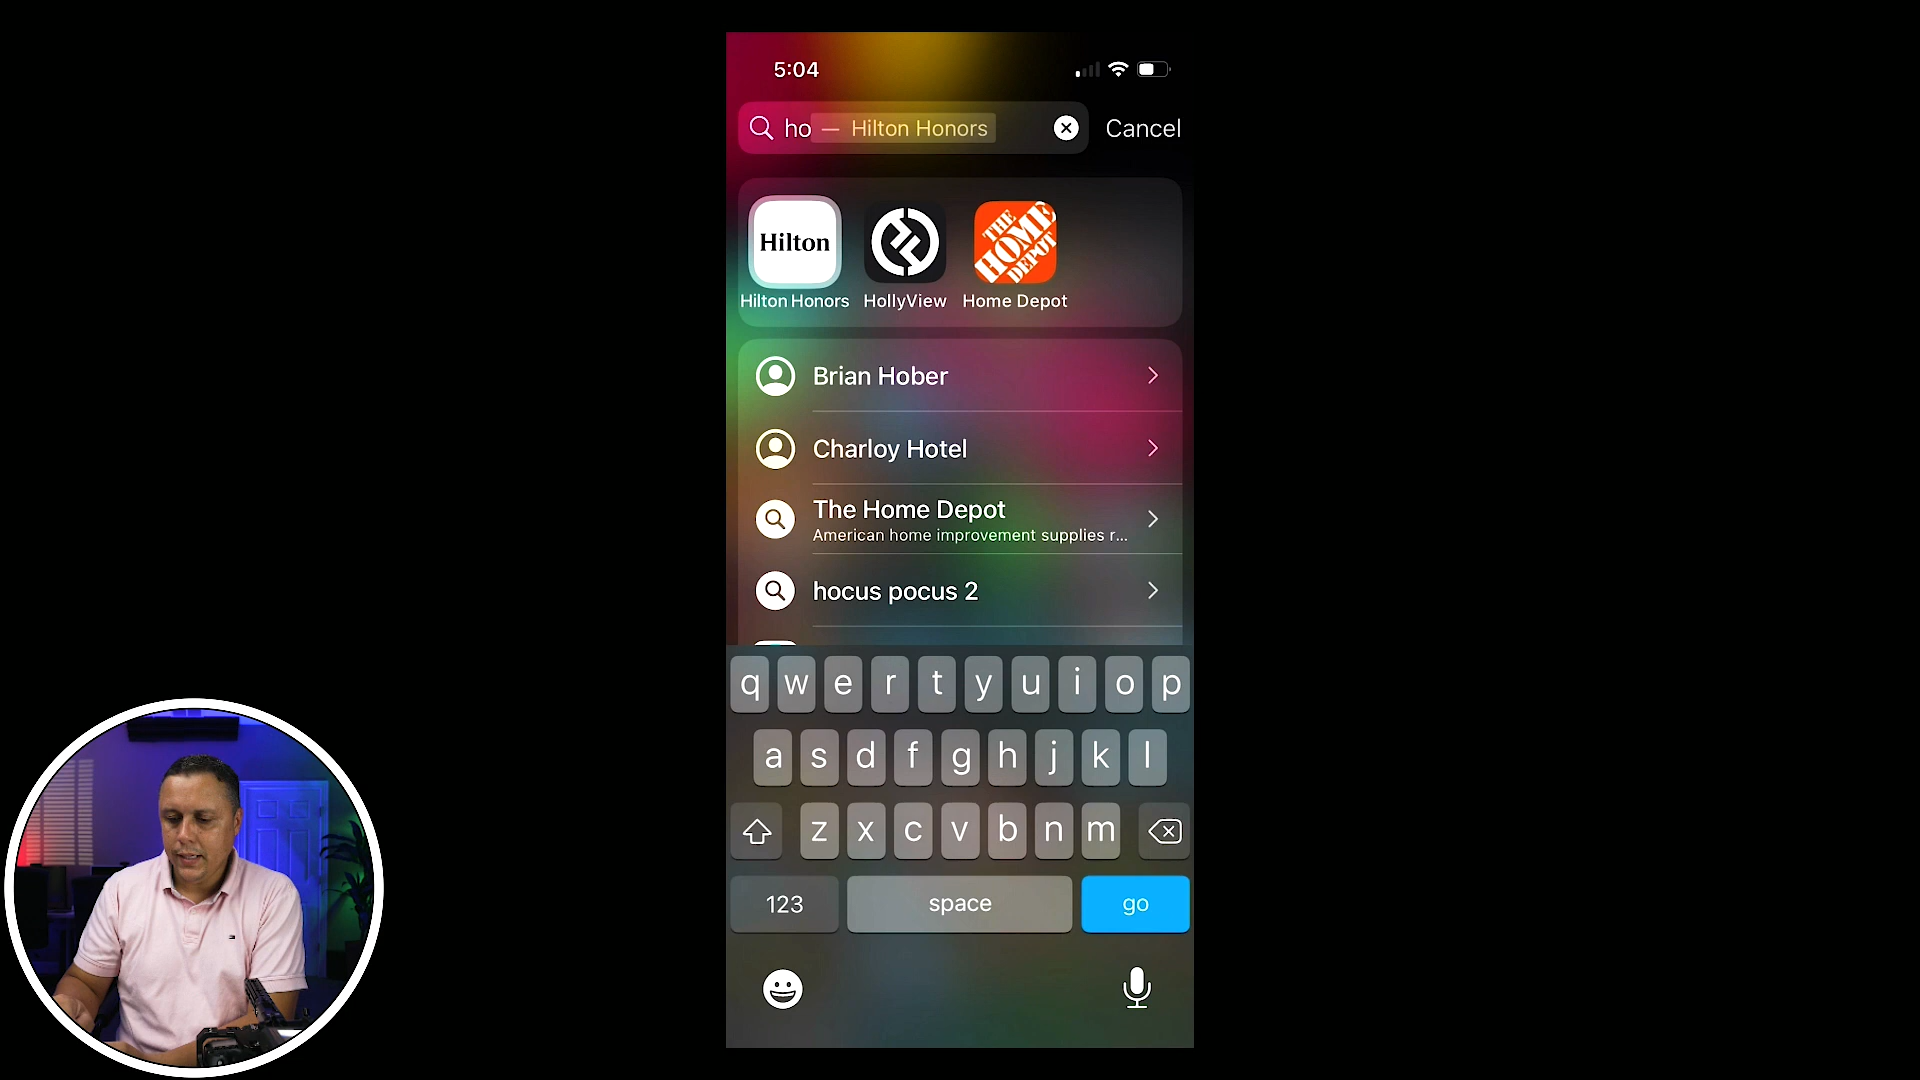 5:04
ho — Hilton Honors
Cancel
Hilton
THE HOME DEPOT
Hilton Honors
HollyView
Home Depot
Brian Hober
Charloy Hotel
The Home Depot
American home improvement supplies r...
hocus pocus 2
q w e r t y u i o p
a s d f g h j k l
z x c v b n m
123
space
go